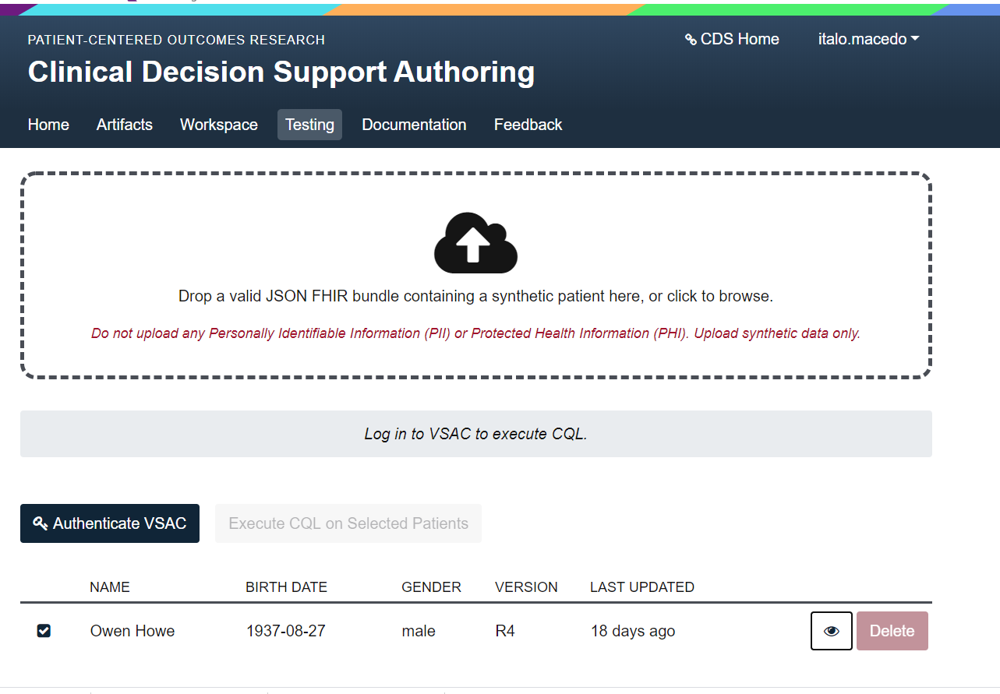 PATIENT-CENTERED OUTCOMES RESEARCH
CDS Home
italo.macedo
Clinical Decision Support Authoring
Home Artifacts Workspace Testing Documentation Feedback
Drop a valid JSON FHIR bundle containing a synthetic patient here, or click to browse.
Do not upload any Personally Identifiable Information (PII) or Protected Health Information (PHI). Upload synthetic data only.
Log in to VSAC to execute CQL.
Authenticate VSAC
Execute CQL on Selected Patients
NAME BIRTH DATE GENDER VERSION LAST UPDATED
Owen Howe 1937-08-27 male R4 18 days ago Delete